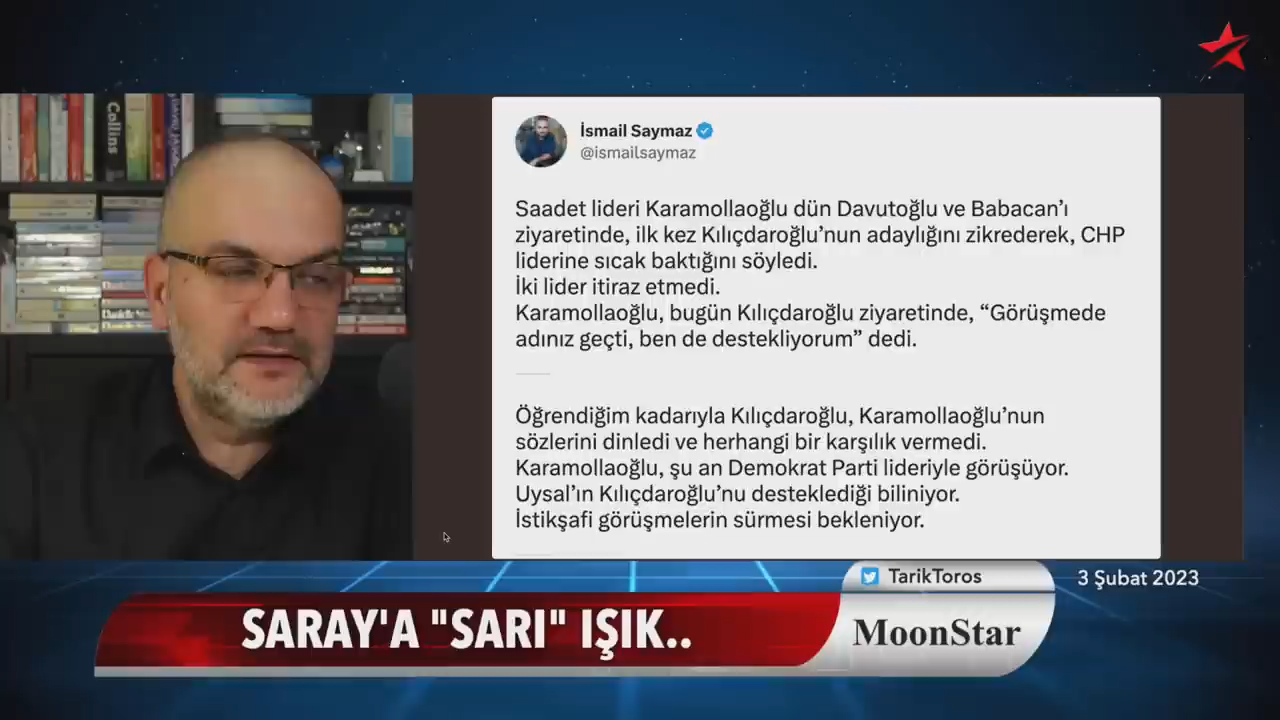 Collins
İsmail Saymaz
@ismailsaymaz
Saadet lideri Karamollaoğlu dün Davutoğlu ve Babacan’ı
ziyaretinde, ilk kez Kılıçdaroğlu’nun adaylığını zikrederek, CHP
liderine sıcak baktığını söyledi.
İki lider itiraz etmedi.
Karamollaoğlu, bugün Kılıçdaroğlu ziyaretinde, “Görüşmede
adınız geçti, ben de destekliyorum” dedi.
Öğrendiğim kadarıyla Kılıçdaroğlu, Karamollaoğlu’nun
sözlerini dinledi ve herhangi bir karşılık vermedi.
Karamollaoğlu, şu an Demokrat Parti lideriyle görüşüyor.
Uysal’ın Kılıçdaroğlu’nu desteklediği biliniyor.
İstikşafi görüşmelerin sürmesi bekleniyor.
TarikToros
3 Şubat 2023
SARAY'A "SARI" IŞIK..
MoonStar